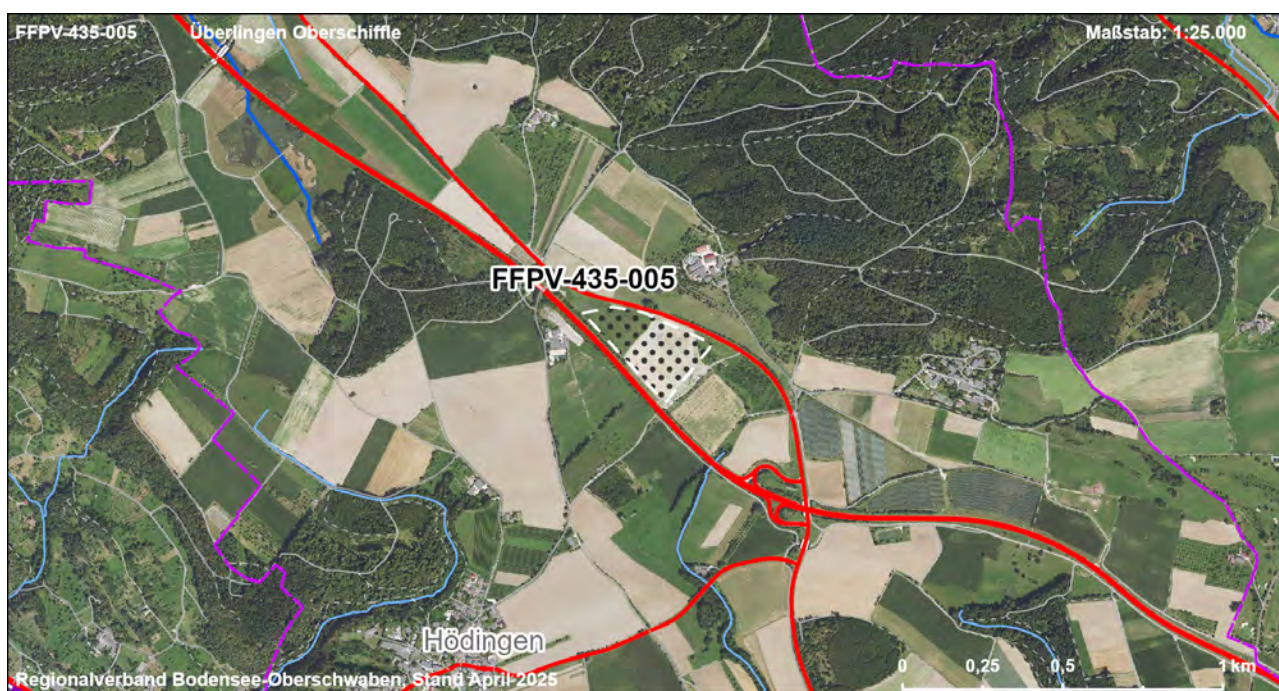 FFPV-435-005 Überlingen Oberschiffle Maßstab: 1:25.000
FFPV-435-005
Hödingen
0 0,25 0,5 1 km
Regionalverband Bodensee-Oberschwaben, Stand April 2025